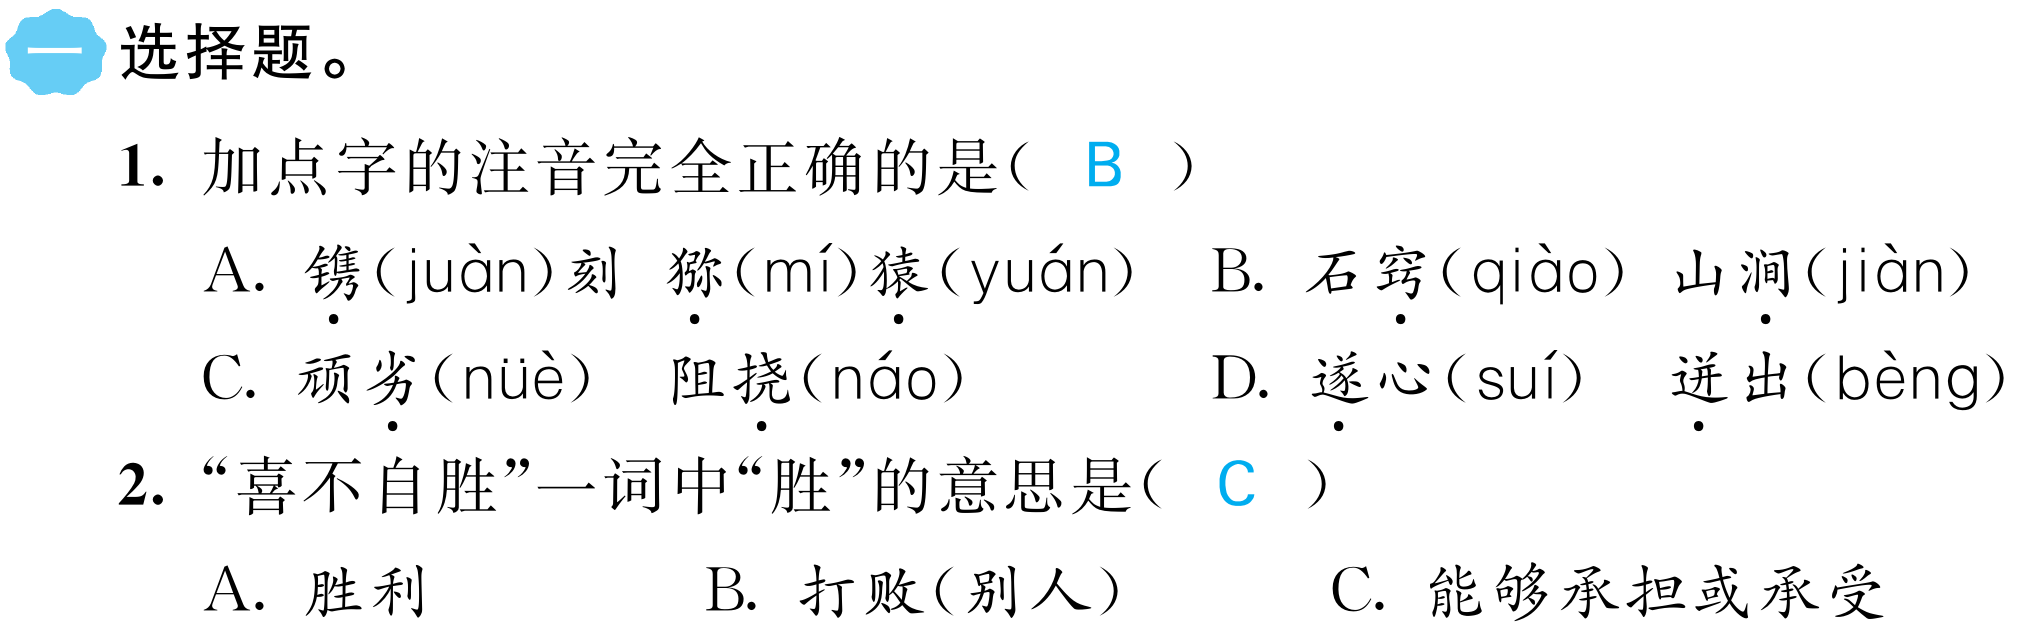 一 选择题。
1. 加点字的注音完全正确的是( B )
A. 镌(juàn)刻 猕(mí)猿(yuán) B. 石窍(qiào) 山涧(jiàn)
C. 顽劣(nüè) 阻挠(náo) D. 遂心(suí) 迸出(bèng)
2. “喜不自胜”一词中“胜”的意思是( C )
A. 胜利 B. 打败(别人) C. 能够承担或承受